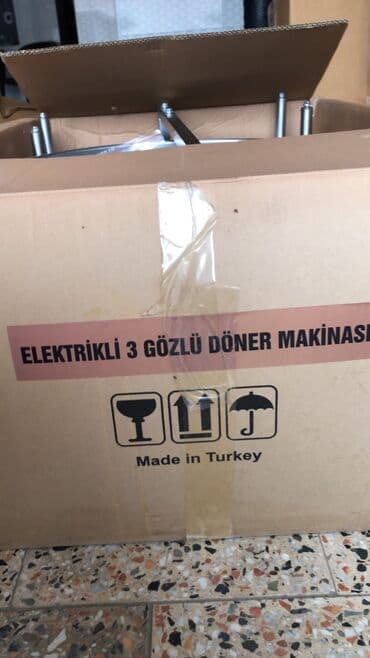 ELEKTRİKLİ 3 GÖZLÜ DÖNER MAKİNASI
Made in Turkey